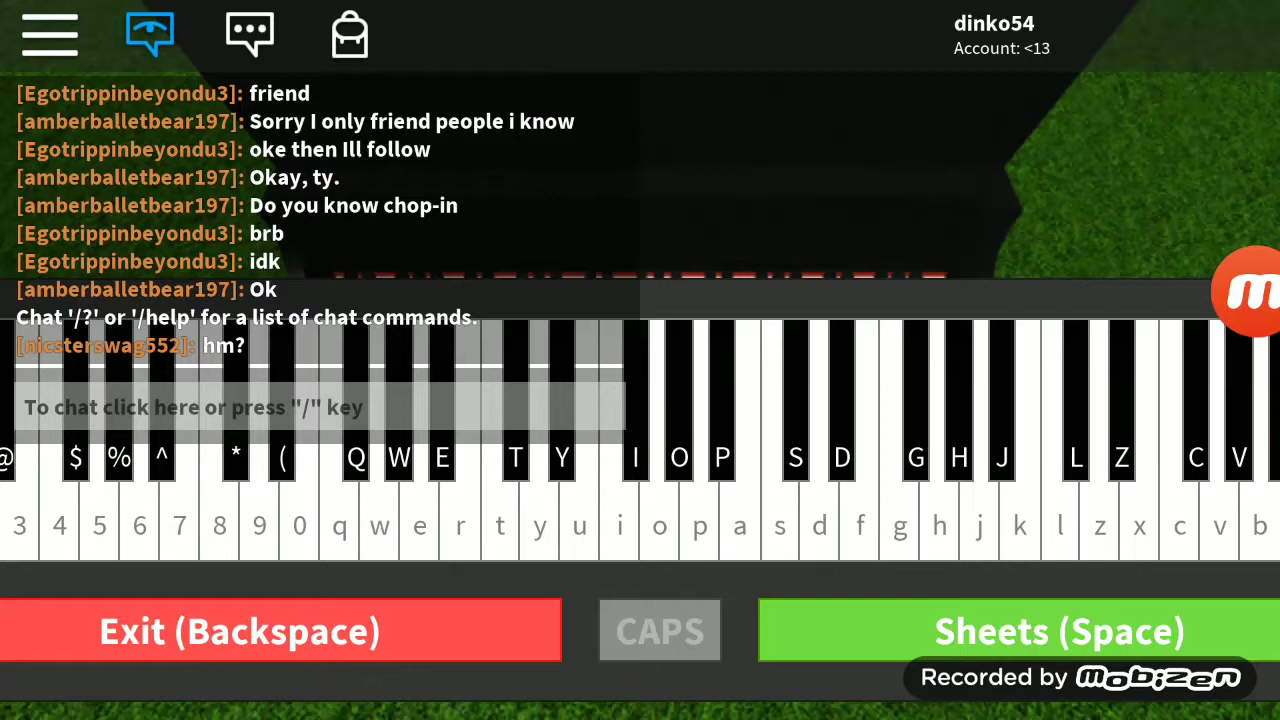 dinko54
Account: <13
[Egotrippinbeyondu3]: friend
[amberballetbear197]: Sorry I only friend people i know
[Egotrippinbeyondu3]: oke then Ill follow
[amberballetbear197]: Okay, ty.
[amberballetbear197]: Do you know chop-in
[Egotrippinbeyondu3]: brb
[Egotrippinbeyondu3]: idk
[amberballetbear197]: Ok
Chat '/?' or '/help' for a list of chat commands.
[nicsterswag552]: hm?
To chat click here or press "/" key
@ $ % ^ * ( Q W E T Y I O P S D G H J L Z C V
3 4 5 6 7 8 9 0 q w e r t y u i o p a s d f g h j k l z x c v b
Exit (Backspace) CAPS Sheets (Space)
Recorded by mobizen